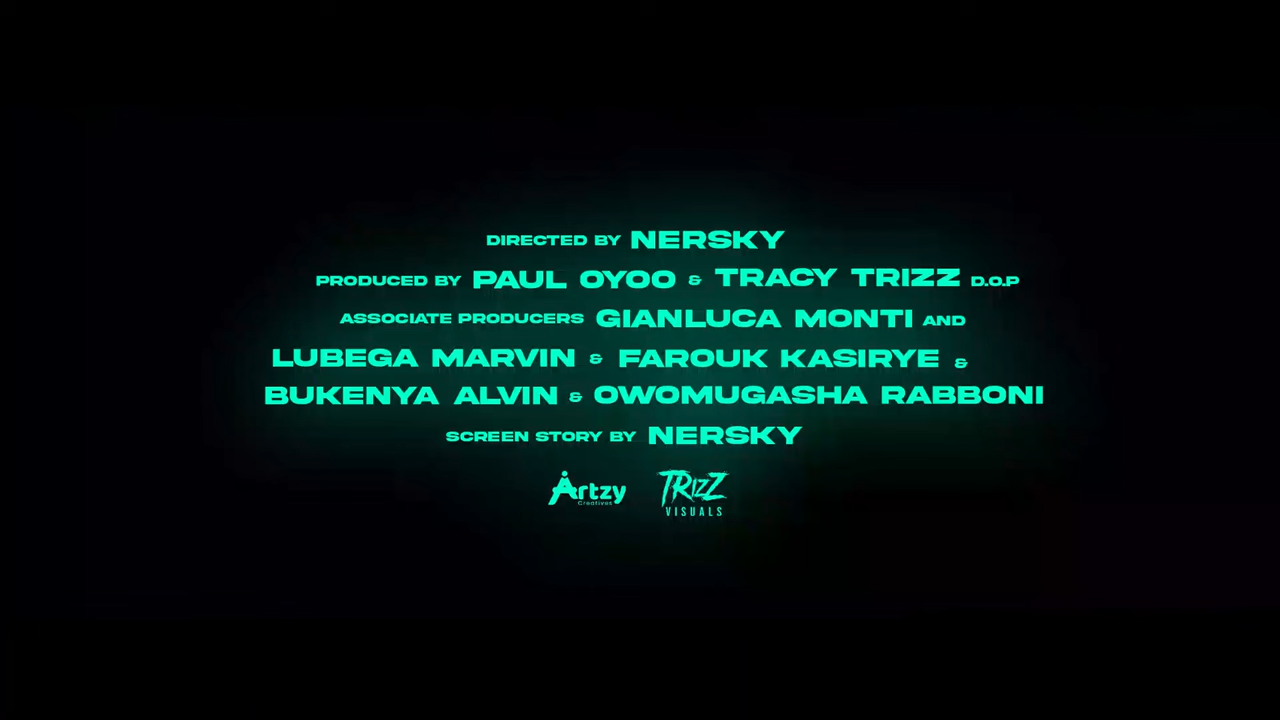 DIRECTED BY NERSKY
PRODUCED BY PAUL OYOO & TRACY TRIZZ D.O.P
ASSOCIATE PRODUCERS GIANLUCA MONTI AND
LUBEGA MARVIN & FAROUK KASIRYE &
BUKENYA ALVIN & OWOMUGASHA RABBONI
SCREEN STORY BY NERSKY
Artzy
Creatives
TRIZZ
VISUALS